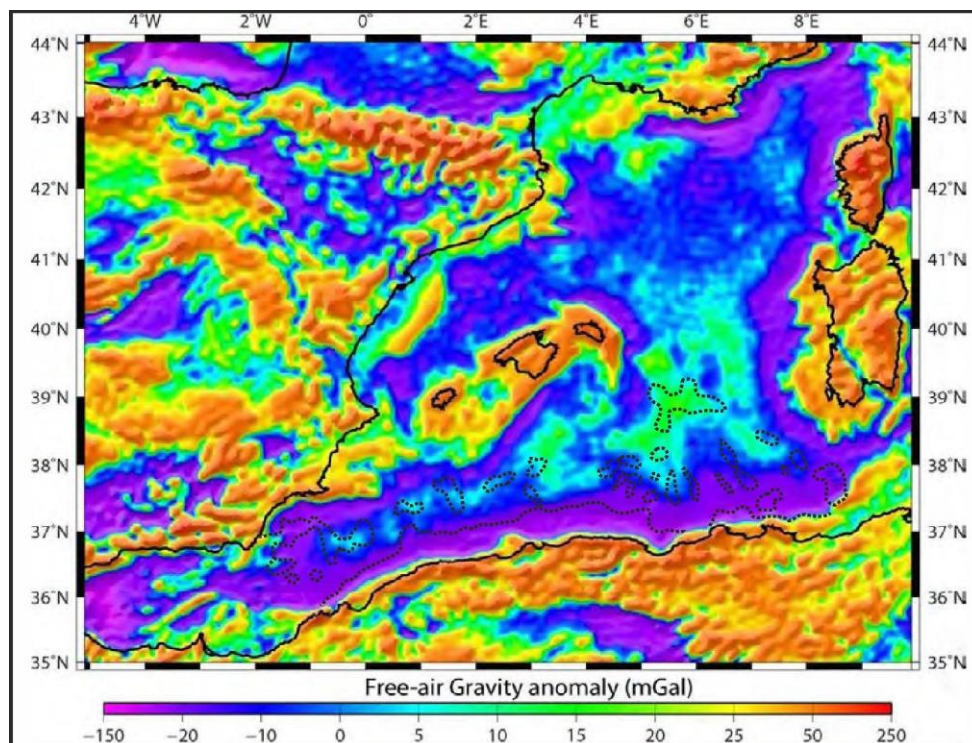 4°W 2°W 0° 2°E 4°E 6°E 8°E
44°N 44°N
43°N 43°N
42°N 42°N
41°N 41°N
40°N 40°N
39°N 39°N
38°N 38°N
37°N 37°N
36°N 36°N
35°N 35°N
Free-air Gravity anomaly (mGal)
−150 −20 −10 0 5 10 15 20 25 50 250